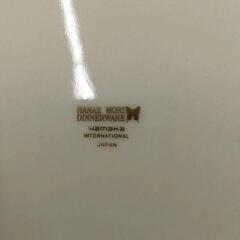 HANAE MORI
DINNERWARE
yamaka
INTERNATIONAL
JAPAN